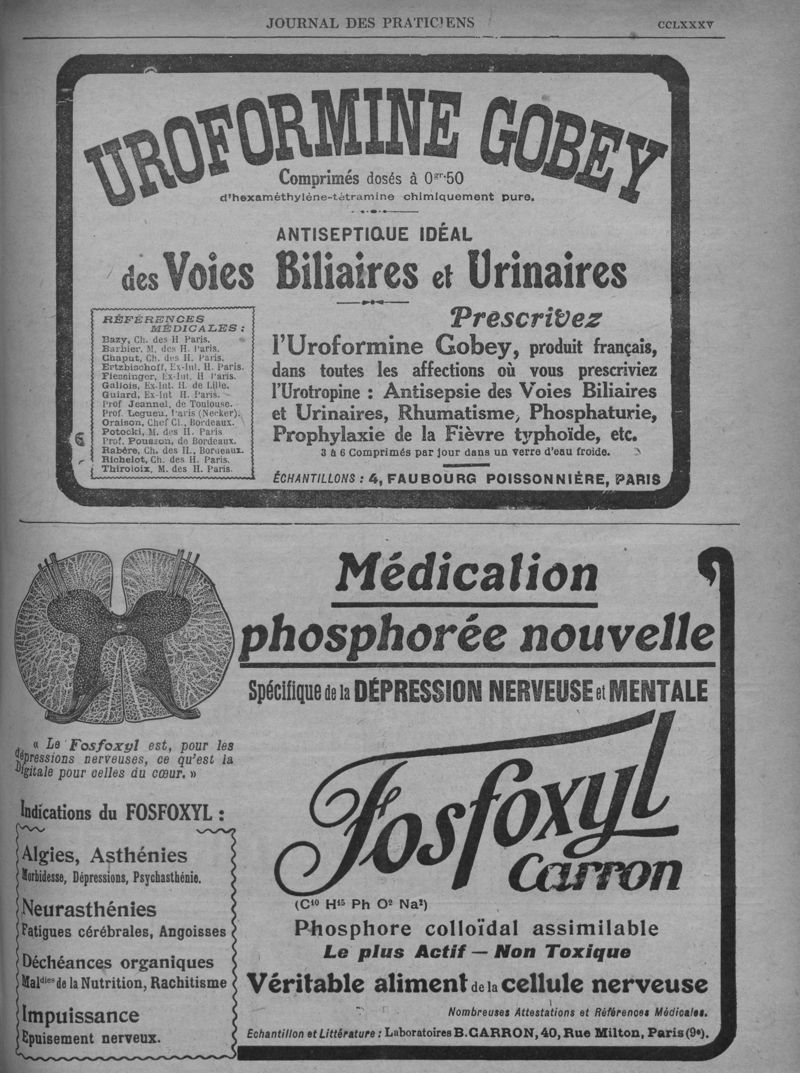 JOURNAL DES PRATICIENS
CCLXXXV
UROFORMINE GOBEY
Comprimés dosés à 0gr.50
d'hexaméthylène-tétramine chimiquement pure.
ANTISEPTIQUE IDÉAL
des Voies Biliaires et Urinaires
RÉFÉRENCES
MÉDICALES :
Bazy, Ch. des H Paris.
Barbier, M. des H. Paris.
Chaput, Ch. des H. Paris.
Ertzbischoff, Ex-Int. H. Paris.
Fiessinger, Ex-Int. H Paris.
Gallois, Ex-Int. H. de Lille.
Guiard, Ex-Int H. Paris.
Prof Jeannel, de Toulouse.
Prof. Legueu, Paris (Necker).
Oraison, Chef Cl., Bordeaux.
Potocki, M. des H. Paris
Prof. Pousson, de Bordeaux.
Rabère, Ch. des H., Bordeaux.
Richelot, Ch. des H. Paris.
Thiroloix, M. des H. Paris.
Prescrivez
l'Uroformine Gobey, produit français,
dans toutes les affections où vous prescriviez
l'Urotropine : Antisepsie des Voies Biliaires
et Urinaires, Rhumatisme, Phosphaturie,
Prophylaxie de la Fièvre typhoïde, etc.
3 à 6 Comprimés par jour dans un verre d'eau froide.
ÉCHANTILLONS : 4, FAUBOURG POISSONNIÈRE, PARIS
Médication
phosphorée nouvelle
Spécifique de la DÉPRESSION NERVEUSE et MENTALE
« Le Fosfoxyl est, pour les
dépressions nerveuses, ce qu'est la
Digitale pour celles du cœur. »
Indications du FOSFOXYL :
Algies, Asthénies
Morbidesse, Dépressions, Psychasthénie.
Neurasthénies
Fatigues cérébrales, Angoisses
Déchéances organiques
Maldies de la Nutrition, Rachitisme
Impuissance
Epuisement nerveux.
Fosfoxyl
Carron
(C10 H15 Ph O2 Na2)
Phosphore colloïdal assimilable
Le plus Actif — Non Toxique
Véritable aliment de la cellule nerveuse
Nombreuses Attestations et Références Médicales.
Echantillon et Littérature : Laboratoires B. CARRON, 40, Rue Milton, Paris (9e).